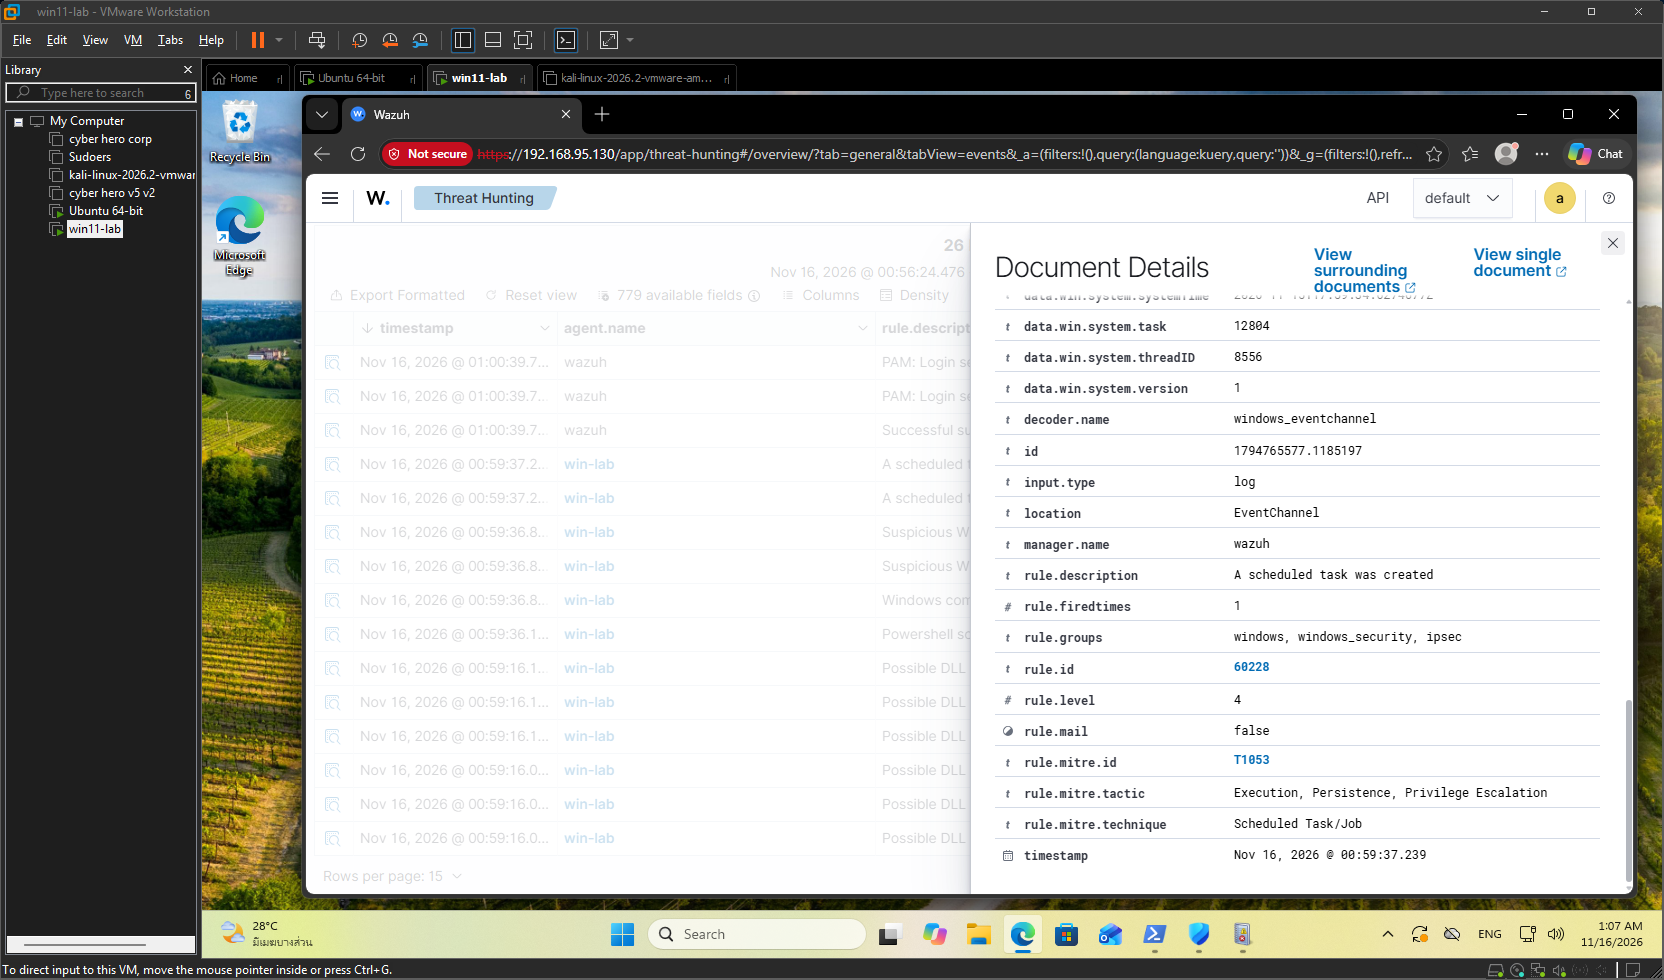 win11-lab - VMware Workstation
File Edit View VM Tabs Help
Library
Type here to search
My Computer
cyber hero corp
Sudoers
kali-linux-2026.2-vmwar
cyber hero v5 v2
Ubuntu 64-bit
win11-lab
Home
Ubuntu 64-bit
win11-lab
kali-linux-2026.2-vmware-am...
Recycle Bin
Microsoft
Edge
Wazuh
Not secure https://192.168.95.130/app/threat-hunting#/overview/?tab=general&tabView=events&_a=(filters:!(),query:(language:kuery,query:''))&_g=(filters:!(),refr...
Chat
W. Threat Hunting API default a
26
Nov 16, 2026 @ 00:56:24.476
Export Formatted Reset view 779 available fields Columns Density
timestamp agent.name rule.descript
Nov 16, 2026 @ 01:00:39.7... wazuh PAM: Login se
Nov 16, 2026 @ 01:00:39.7... wazuh PAM: Login se
Nov 16, 2026 @ 01:00:39.7... wazuh Successful su
Nov 16, 2026 @ 00:59:37.2... win-lab A scheduled t
Nov 16, 2026 @ 00:59:37.2... win-lab A scheduled t
Nov 16, 2026 @ 00:59:36.8... win-lab Suspicious W
Nov 16, 2026 @ 00:59:36.8... win-lab Suspicious W
Nov 16, 2026 @ 00:59:36.8... win-lab Windows com
Nov 16, 2026 @ 00:59:36.1... win-lab Powershell sc
Nov 16, 2026 @ 00:59:16.1... win-lab Possible DLL
Nov 16, 2026 @ 00:59:16.1... win-lab Possible DLL
Nov 16, 2026 @ 00:59:16.1... win-lab Possible DLL
Nov 16, 2026 @ 00:59:16.0... win-lab Possible DLL
Nov 16, 2026 @ 00:59:16.0... win-lab Possible DLL
Nov 16, 2026 @ 00:59:16.0... win-lab Possible DLL
Rows per page: 15
Document Details
View
surrounding
documents
View single
document
data.win.system.systemTime
data.win.system.task 12804
data.win.system.threadID 8556
data.win.system.version 1
decoder.name windows_eventchannel
id 1794765577.1185197
input.type log
location EventChannel
manager.name wazuh
rule.description A scheduled task was created
rule.firedtimes 1
rule.groups windows, windows_security, ipsec
rule.id 60228
rule.level 4
rule.mail false
rule.mitre.id T1053
rule.mitre.tactic Execution, Persistence, Privilege Escalation
rule.mitre.technique Scheduled Task/Job
timestamp Nov 16, 2026 @ 00:59:37.239
28°C
มีเมฆบางส่วน
Search
ENG
1:07 AM
11/16/2026
To direct input to this VM, move the mouse pointer inside or press Ctrl+G.